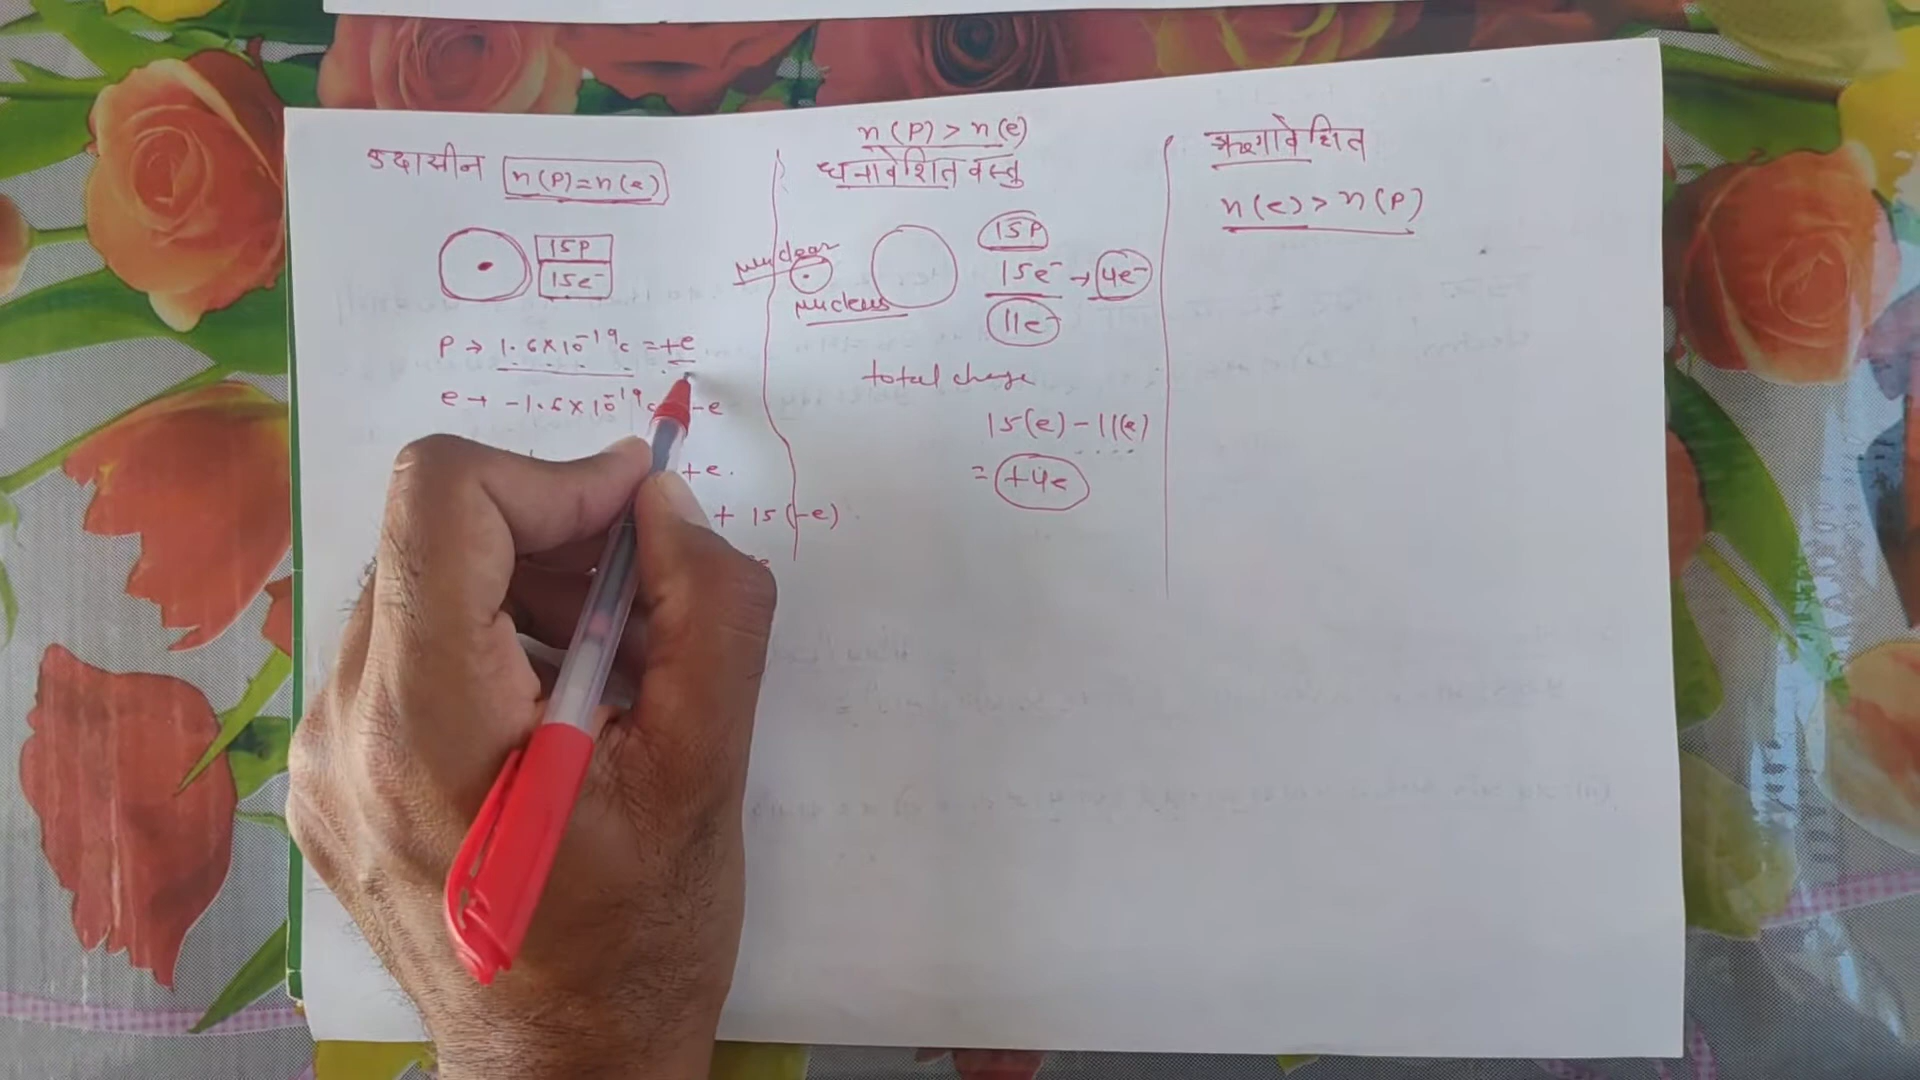 उदासीन n(P)=n(e)
15P
15e⁻
P → 1.6×10⁻¹⁹c = +e
e → -1.6×10⁻¹⁹c -e
+e.
+ 15(-e)
n(P) > n(e)
धनावेशित वस्तु
nuclear
nucleus
15P
15e⁻ → 4e⁻
11e⁻
total charge
15(e) - 11(e)
= +4e
ऋणावेशित
n(e) > n(P)